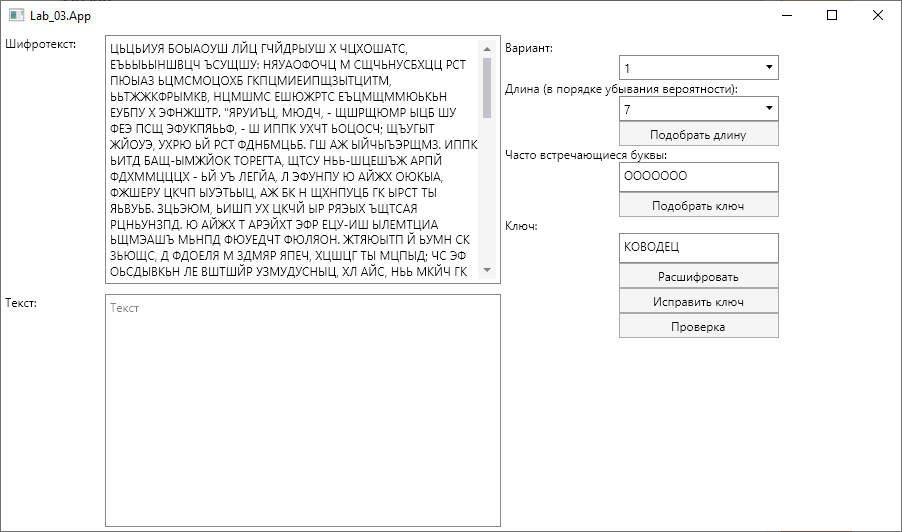 Lab_03.App
Шифротекст:
ЦЬЦЬИУЯ БОЫАОУШ ЛЙЦ ГЧЙДРЫУШ Х ЧЦХОШАТС,
ЕЪЬЫЬЫНШВЦЧ ЪСУЩШУ: НЯУАОФОЧЦ М СЩЧЬНУСБХЦЦ РСТ
ПЮЫАЗ ЬЦМСМОЦОХБ ГКПЦМИЕИПЩЗЫТЦИТМ,
ЬЬТЖЖКФРЫМКВ, НЦМШМС ЕШЮЖРТС ЕЪЦМЩММЮЬКЬН
ЕУБПУ Х ЭФНЖШТР. "ЯРУИЪЦ, МЮДЧ, - ЩШРЩЮМР ЫЦБ ШУ
ФЕЭ ПСЩ ЭФУКПЯЬЬФ, - Ш ИППК УХЧТ ЬОЦОСЧ; ЩЪУГЫТ
ЖЙОУЭ, УХРЮ ЬЙ РСТ ФДНБМЦЬБ. ГШ АЖ ЫЙЧЫЪЭРЩМЗ. ИППК
ЬИТД БАЩ-ЫМЖЙОК ТОРЕГТА, ЩТСУ НЬЬ-ШЦЕШЪЖ АРПЙ
ФДХММЦЦЦХ - ЬЙ УЪ ЛЕГЙА, Л ЭФУНПУ Ю АЙЖХ ОЮКЫА,
ФЖШЕРУ ЦКЧП ЫУЭТЫЫЦ, АЖ БК Н ЩХНПУЦБ ГК ЫРСТ ТЫ
ЯЬВУЬБ. ЗЦЬЭЮМ, ЬИШП УХ ЦКЧЙ ЫР РЯЭЫХ ЪЩТСАЯ
РЦНЬУНЗПД. Ю АЙЖХ Т АРЭЙХТ ЭФР ЕЦУ-ИШ ЫЛЕМТЦИА
ЬЩМЭАШЪ МЬНПД ФЮУЕДЧТ ФЮЛЯОН. ЖТЯЮЫТП Й ЬУМН СК
ЗЬЮЩС, Д ФДОЕЛЯ М ЗДМЯР ЯПЕЧ, ХЦШЩГ ТЫ МЦПЫД; ЧС ЭФ
ОЬСДЫВКЬН ЛЕ ВШТШЙР УЗМУДУСНЫЦ, ХЛ АЙС, НЬЬ МКЙЧ ГК
Текст:
Текст
Вариант:
1
Длина (в порядке убывания вероятности):
7
Подобрать длину
Часто встречающиеся буквы:
ООООООО
Подобрать ключ
Ключ:
КОВОДЕЦ
Расшифровать
Исправить ключ
Проверка